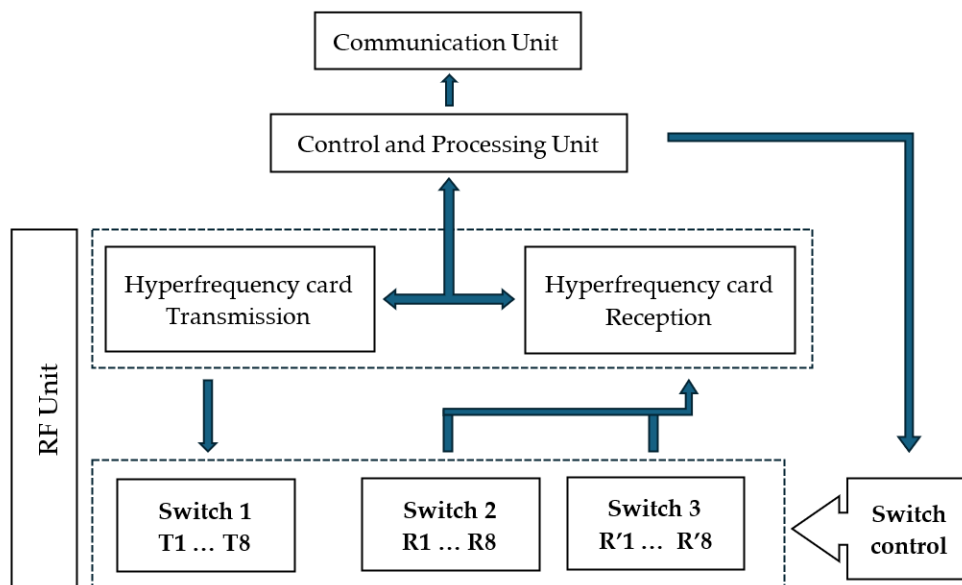 Communication Unit
Control and Processing Unit
RF Unit
Hyperfrequency card
Transmission
Hyperfrequency card
Reception
Switch 1
T1 … T8
Switch 2
R1 … R8
Switch 3
R′1 … R′8
Switch
control